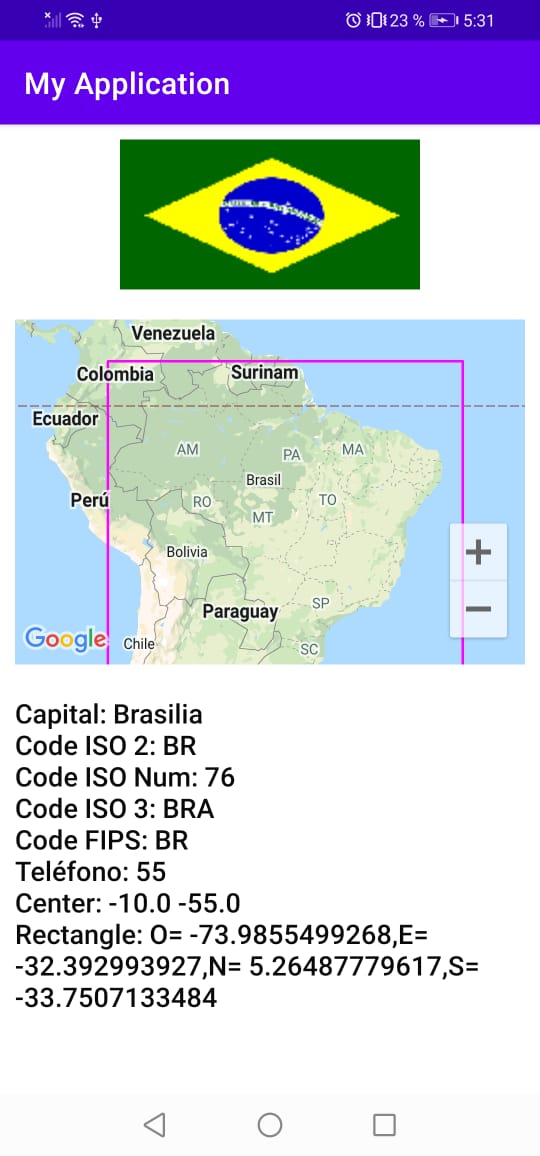 23 % 5:31
My Application
Venezuela
Colombia
Surinam
Ecuador
AM
PA
MA
Brasil
Perú
RO
TO
MT
Bolivia
+
−
Paraguay
SP
Google
Chile
SC
Capital: Brasilia
Code ISO 2: BR
Code ISO Num: 76
Code ISO 3: BRA
Code FIPS: BR
Teléfono: 55
Center: -10.0 -55.0
Rectangle: O= -73.9855499268,E=
-32.392993927,N= 5.26487779617,S=
-33.7507133484